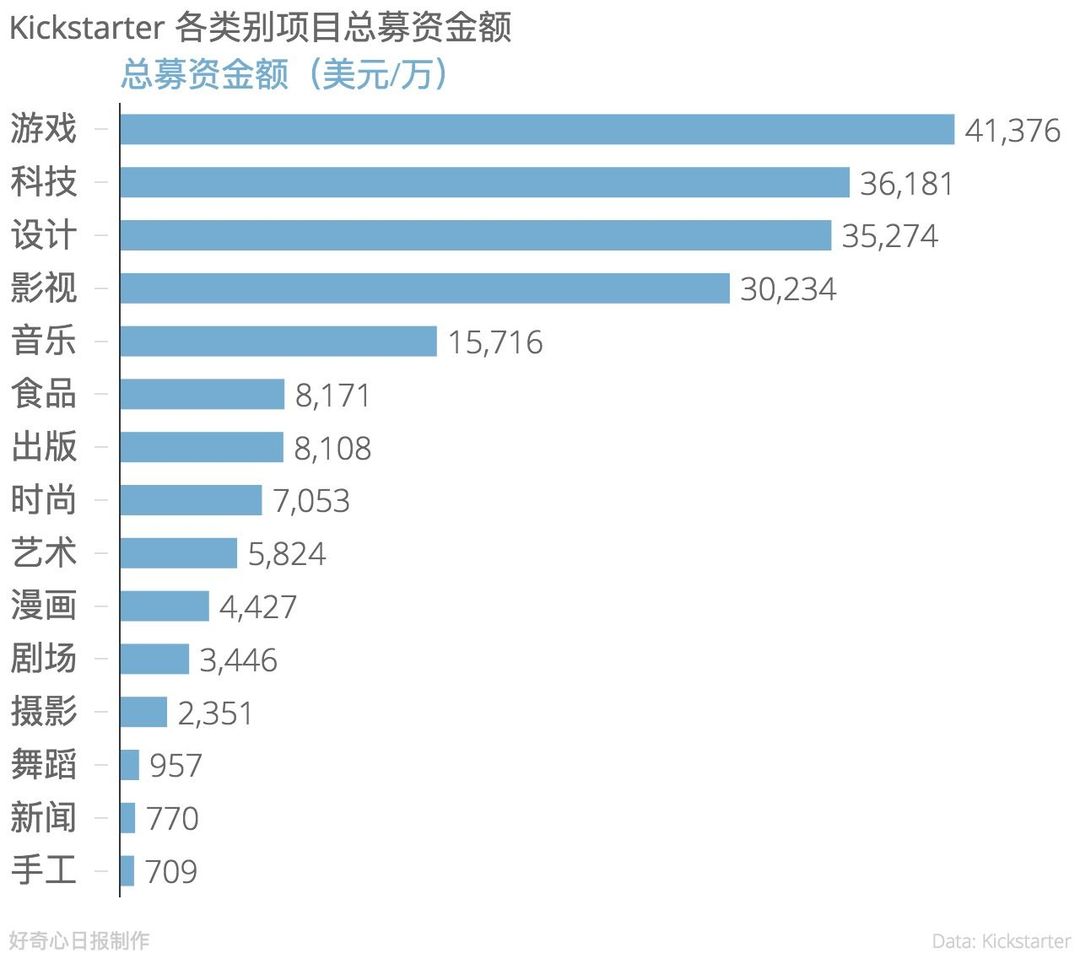 Kickstarter 各类别项目总募资金额
总募资金额（美元/万）
游戏 41,376
科技 36,181
设计 35,274
影视 30,234
音乐 15,716
食品 8,171
出版 8,108
时尚 7,053
艺术 5,824
漫画 4,427
剧场 3,446
摄影 2,351
舞蹈 957
新闻 770
手工 709
好奇心日报制作 Data: Kickstarter